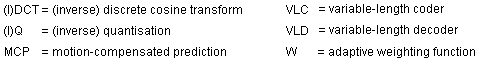 (I)DCT = (inverse) discrete cosine transform
(I)Q = (inverse) quantisation
MCP = motion-compensated prediction
VLC = variable-length coder
VLD = variable-length decoder
W = adaptive weighting function